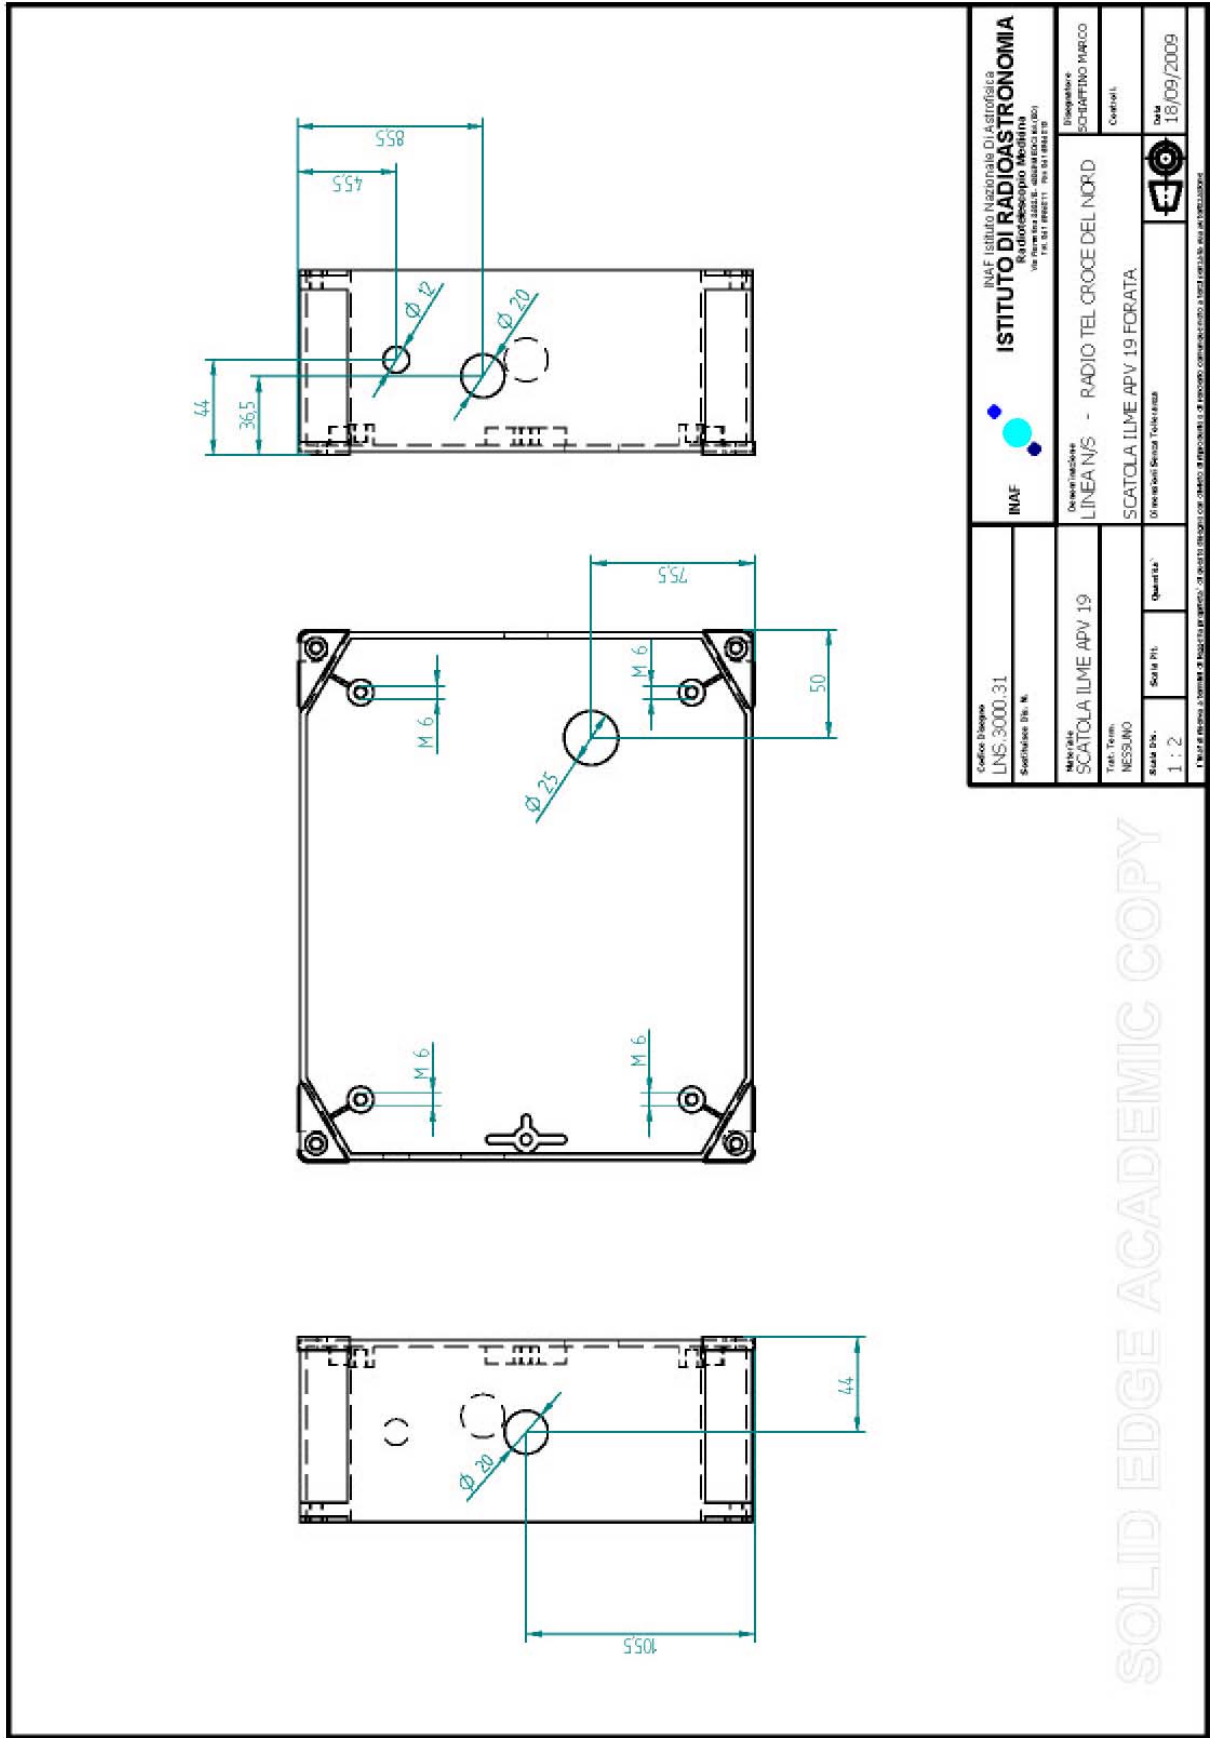 85,5
45,5
Ø 12
Ø 20
44
36,5
75,5
M 6
M 6
50
Ø 25
M 6
M 6
44
Ø 20
105,5
Codice Disegno
LNS.3000.31
Sostituisce Dis. N.
INAF
INAF Istituto Nazionale Di Astrofisica
ISTITUTO DI RADIOASTRONOMIA
Radiotelescopio Medicina
Materiale
SCATOLA ILME APV 19
Denominazione
LINEA N/S - RADIO TEL CROCE DEL NORD
Disegnatore
SCHIAFFINO MARCO
Tratt. Term.
NESSUNO
SCATOLA ILME APV 19 FORATA
Controll.
Scala Dis.
1 : 2
Scala Plt.
Quantita'
Dimensioni Senza Tolleranza
Data
18/09/2009
SOLID EDGE ACADEMIC COPY